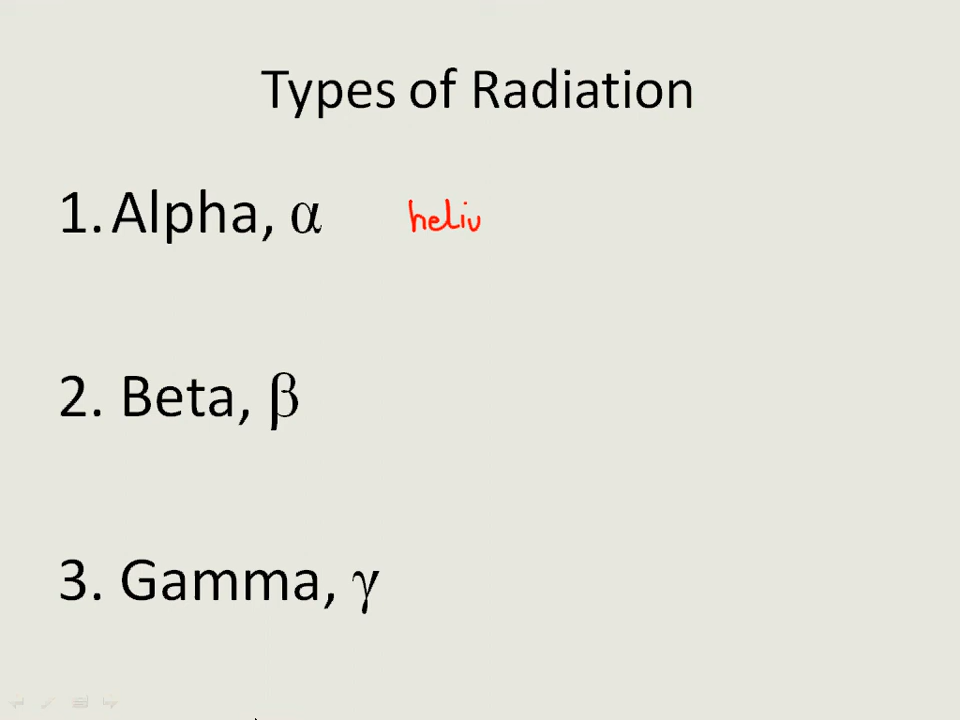 Types of Radiation
1. Alpha, α heliu
2. Beta, β
3. Gamma, γ